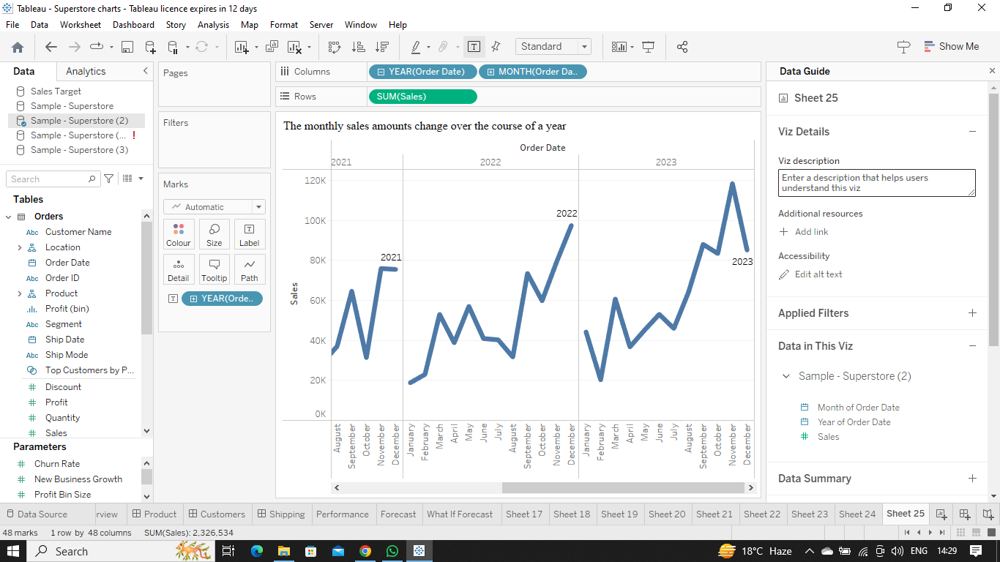 Tableau - Superstore charts - Tableau licence expires in 12 days
File Data Worksheet Dashboard Story Analysis Map Format Server Window Help
Standard
Show Me
Data Analytics
Sales Target
Sample - Superstore
Sample - Superstore (2)
Sample - Superstore (... !
Sample - Superstore (3)
Search
Tables
Orders
Abc Customer Name
Location
Order Date
Abc Order ID
Product
Profit (bin)
Abc Segment
Ship Date
Abc Ship Mode
Top Customers by P...
Discount
Profit
Quantity
Sales
Parameters
Churn Rate
New Business Growth
Profit Bin Size
Pages
Filters
Marks
Automatic
Colour Size Label
Detail Tooltip Path
YEAR(Orde..
Columns YEAR(Order Date) MONTH(Order Da..
Rows SUM(Sales)
The monthly sales amounts change over the course of a year
Order Date
2021 2022 2023
Sales
120K
100K
80K
60K
40K
20K
0K
2021
2022
2023
August
September
October
November
December
January
February
March
April
May
June
July
August
September
October
November
December
January
February
March
April
May
June
July
August
September
October
November
December
Data Guide
Sheet 25
Viz Details
Viz description
Enter a description that helps users
understand this viz
Additional resources
Add link
Accessibility
Edit alt text
Applied Filters
Data in This Viz
Sample - Superstore (2)
Month of Order Date
Year of Order Date
Sales
Data Summary
Data Source rview Product Customers Shipping Performance Forecast What If Forecast Sheet 17 Sheet 18 Sheet 19 Sheet 20 Sheet 21 Sheet 22 Sheet 23 Sheet 24 Sheet 25
48 marks 1 row by 48 columns SUM(Sales): 2,326,534
Search 18°C Haze ENG 14:29